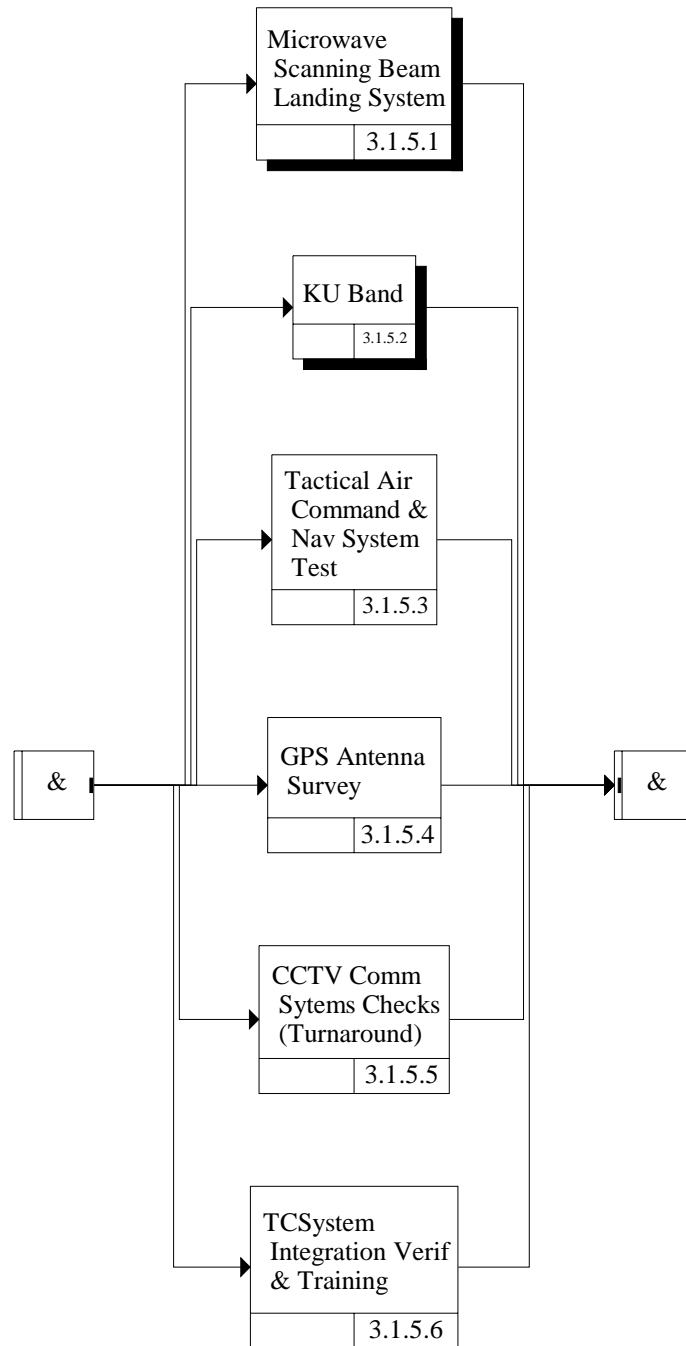 Microwave
Scanning Beam
Landing System
3.1.5.1
KU Band
3.1.5.2
Tactical Air
Command &
Nav System
Test
3.1.5.3
&
GPS Antenna
Survey
3.1.5.4
&
CCTV Comm
Sytems Checks
(Turnaround)
3.1.5.5
TCSystem
Integration Verif
& Training
3.1.5.6